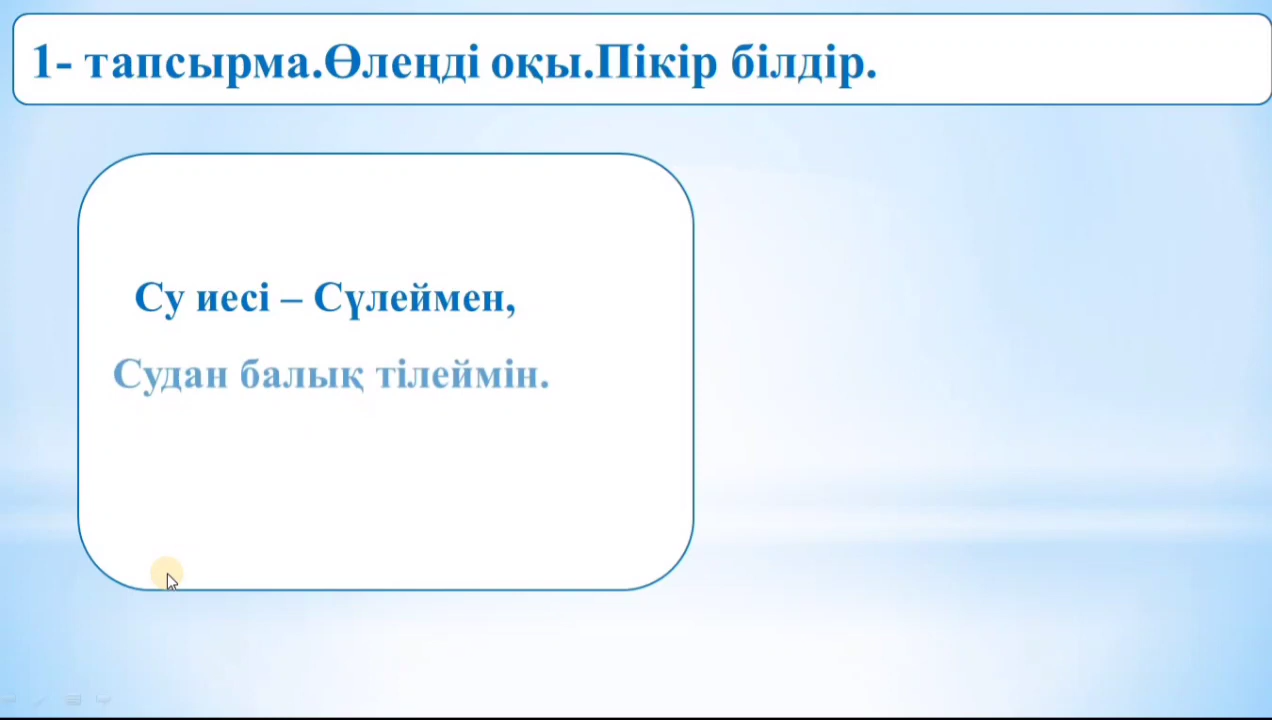 1- тапсырма.Өлеңді оқы.Пікір білдір.
Су иесі – Сүлеймен,
Судан балық тілеймін.